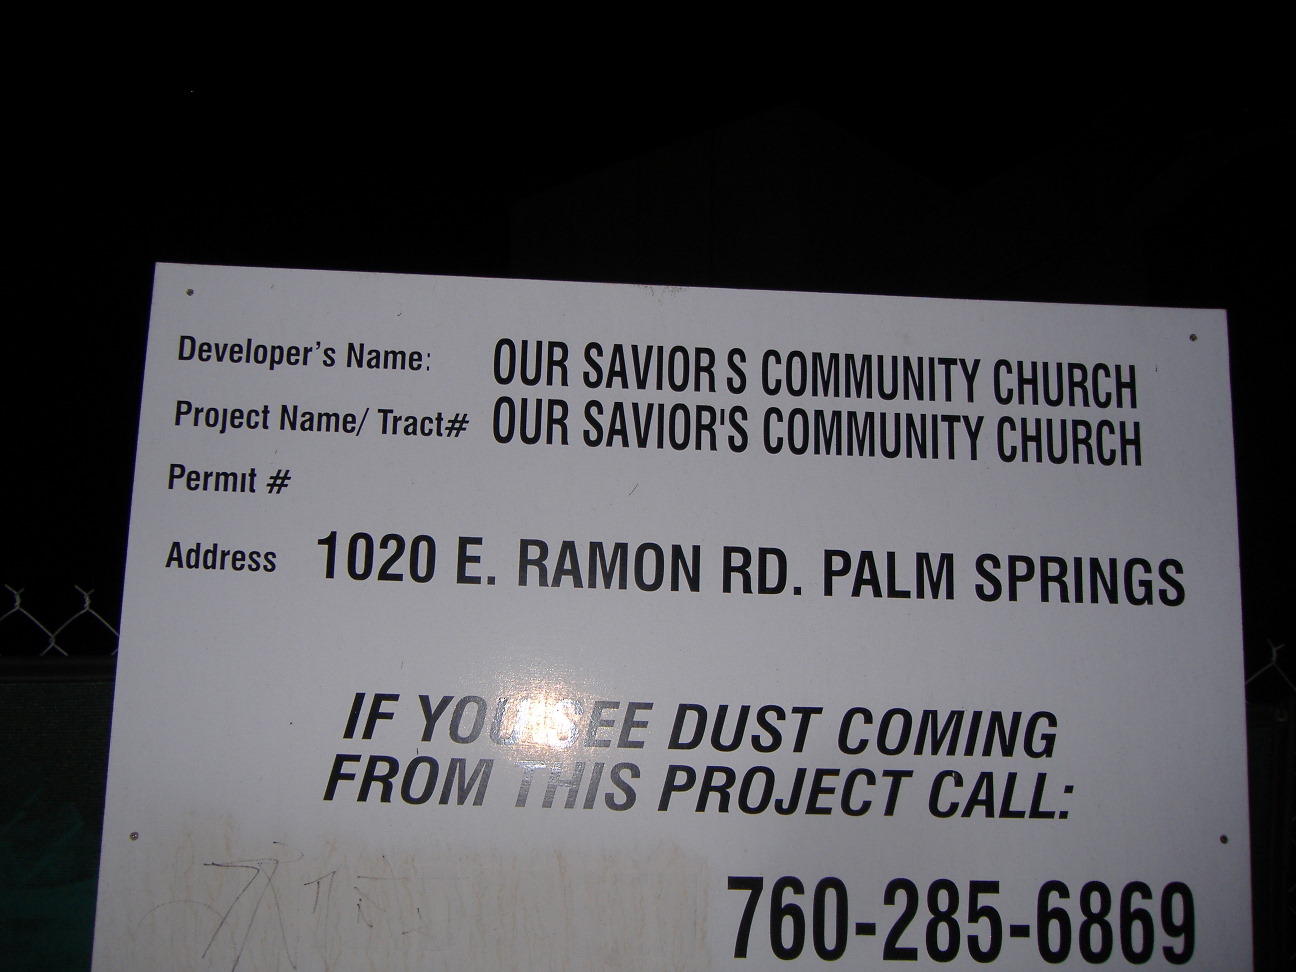 Developer's Name: OUR SAVIOR S COMMUNITY CHURCH
Project Name/ Tract# OUR SAVIOR'S COMMUNITY CHURCH
Permit #
Address 1020 E. RAMON RD. PALM SPRINGS
IF YOU SEE DUST COMING
FROM THIS PROJECT CALL:
760-285-6869